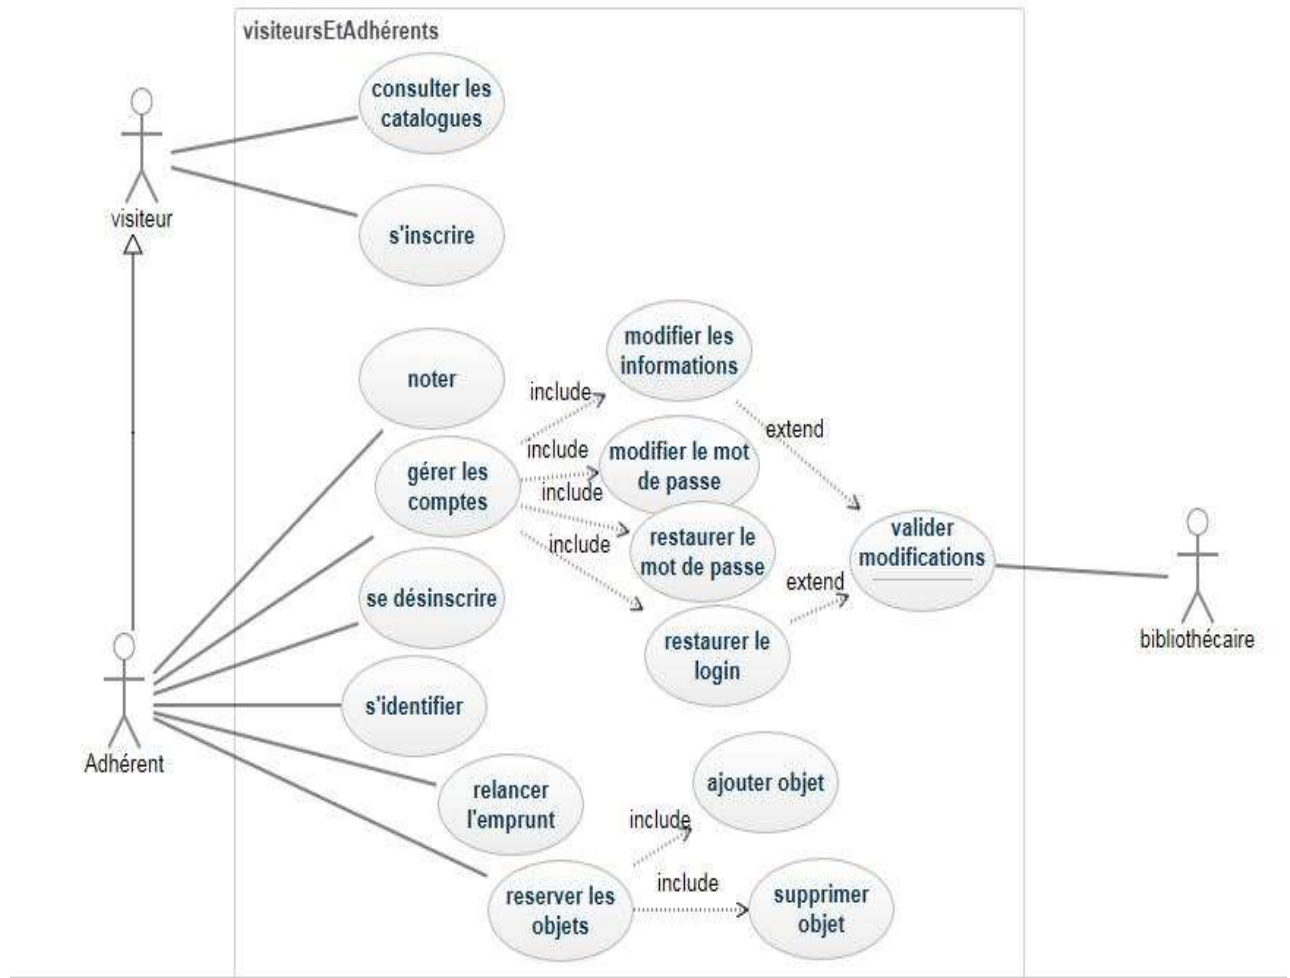 visiteursEtAdhérents
consulter les
catalogues
visiteur
s'inscrire
modifier les
informations
noter
include
extend
gérer les
comptes
include
modifier le mot
de passe
include
valider
modifications
restaurer le
mot de passe
include
extend
se désinscrire
bibliothécaire
restaurer le
login
s'identifier
Adhérent
relancer
l'emprunt
ajouter objet
include
reserver les
objets
include
supprimer
objet